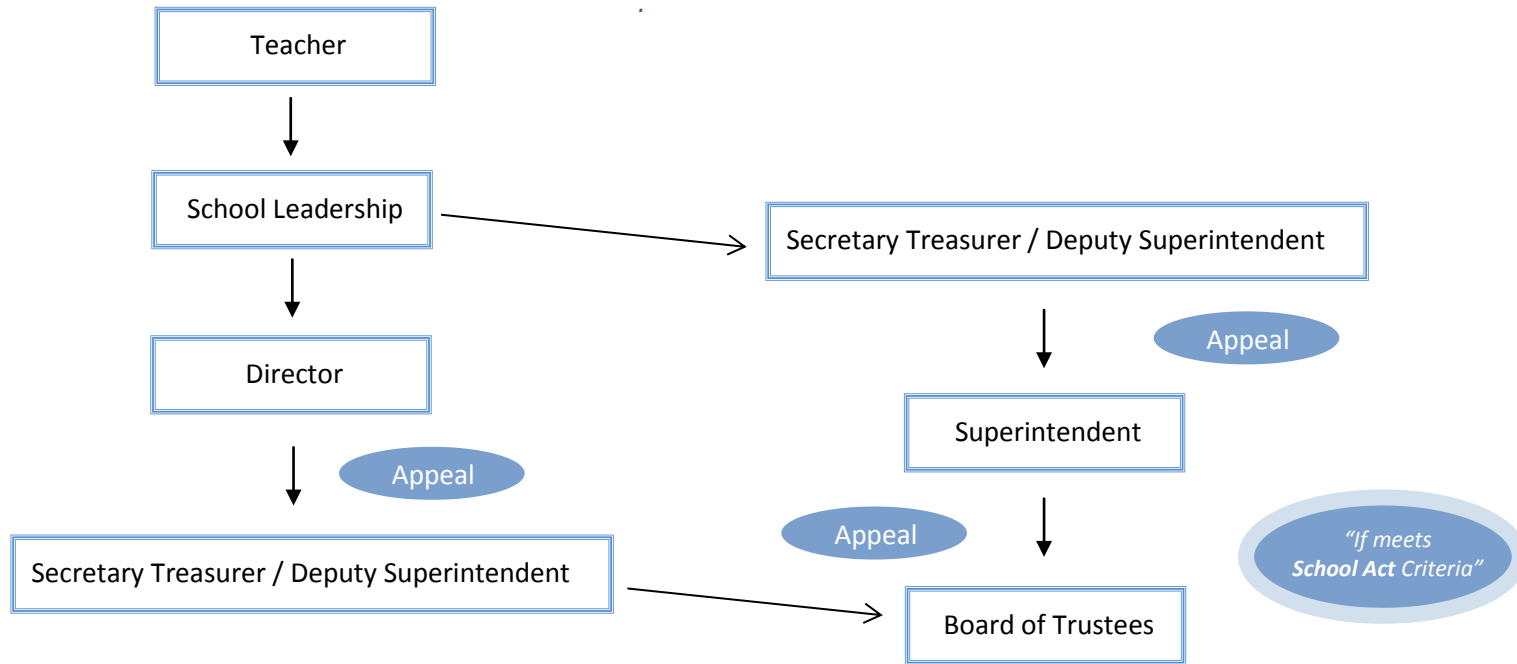 Teacher
School Leadership
Secretary Treasurer / Deputy Superintendent
Director
Appeal
Superintendent
Appeal
Appeal
Secretary Treasurer / Deputy Superintendent
Board of Trustees
“If meets
School Act Criteria”